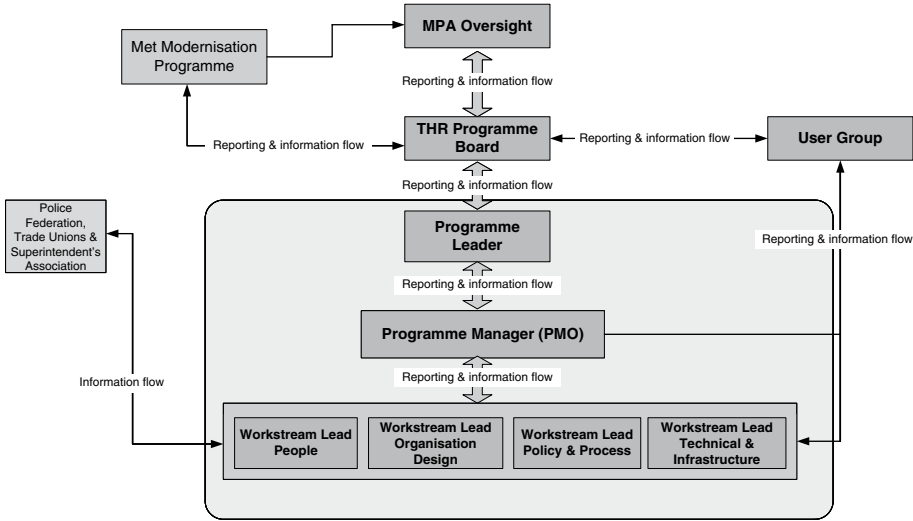 MPA Oversight
Met Modernisation
Programme
Reporting & information flow
THR Programme
Board
Reporting & information flow
Reporting & information flow
User Group
Reporting & information flow
Police
Federation,
Trade Unions &
Superintendent's
Association
Programme
Leader
Reporting & information flow
Reporting & information flow
Programme Manager (PMO)
Information flow
Reporting & information flow
Workstream Lead
People
Workstream Lead
Organisation
Design
Workstream Lead
Policy & Process
Workstream Lead
Technical &
Infrastructure